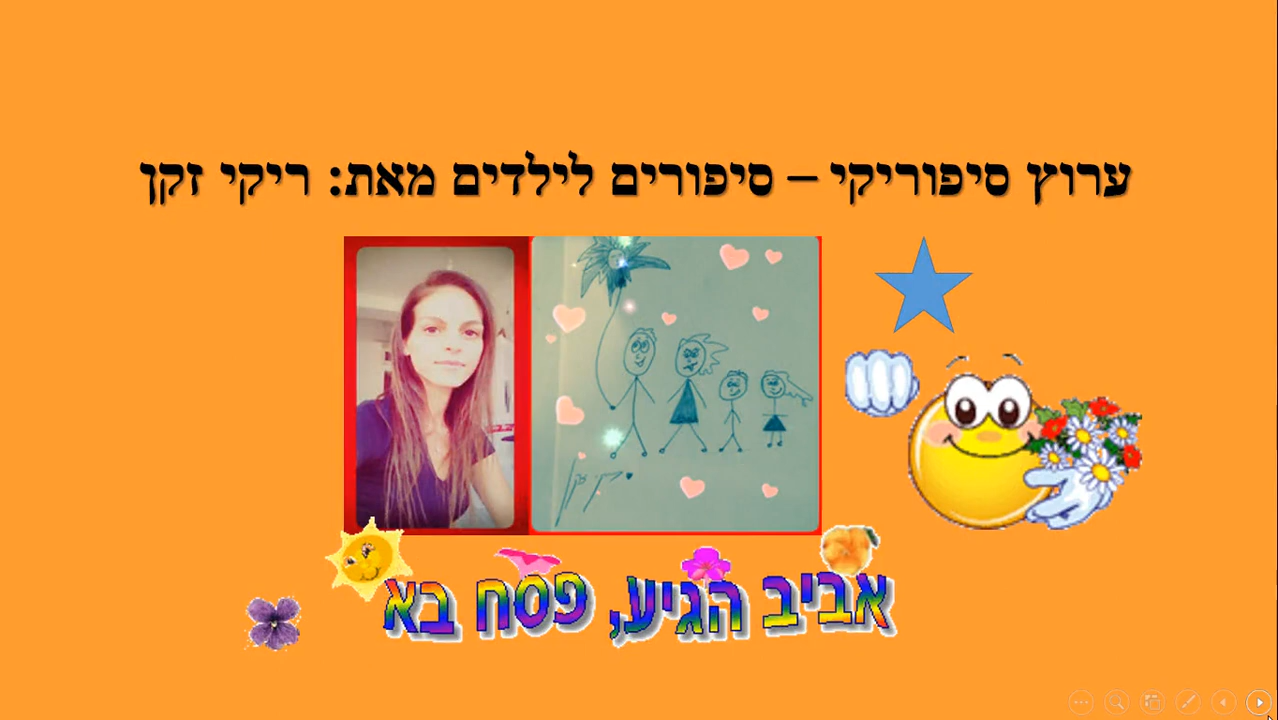 ערוץ סיפוריקי – סיפורים לילדים מאת: ריקי זקן
אביב הגיע, פסח בא